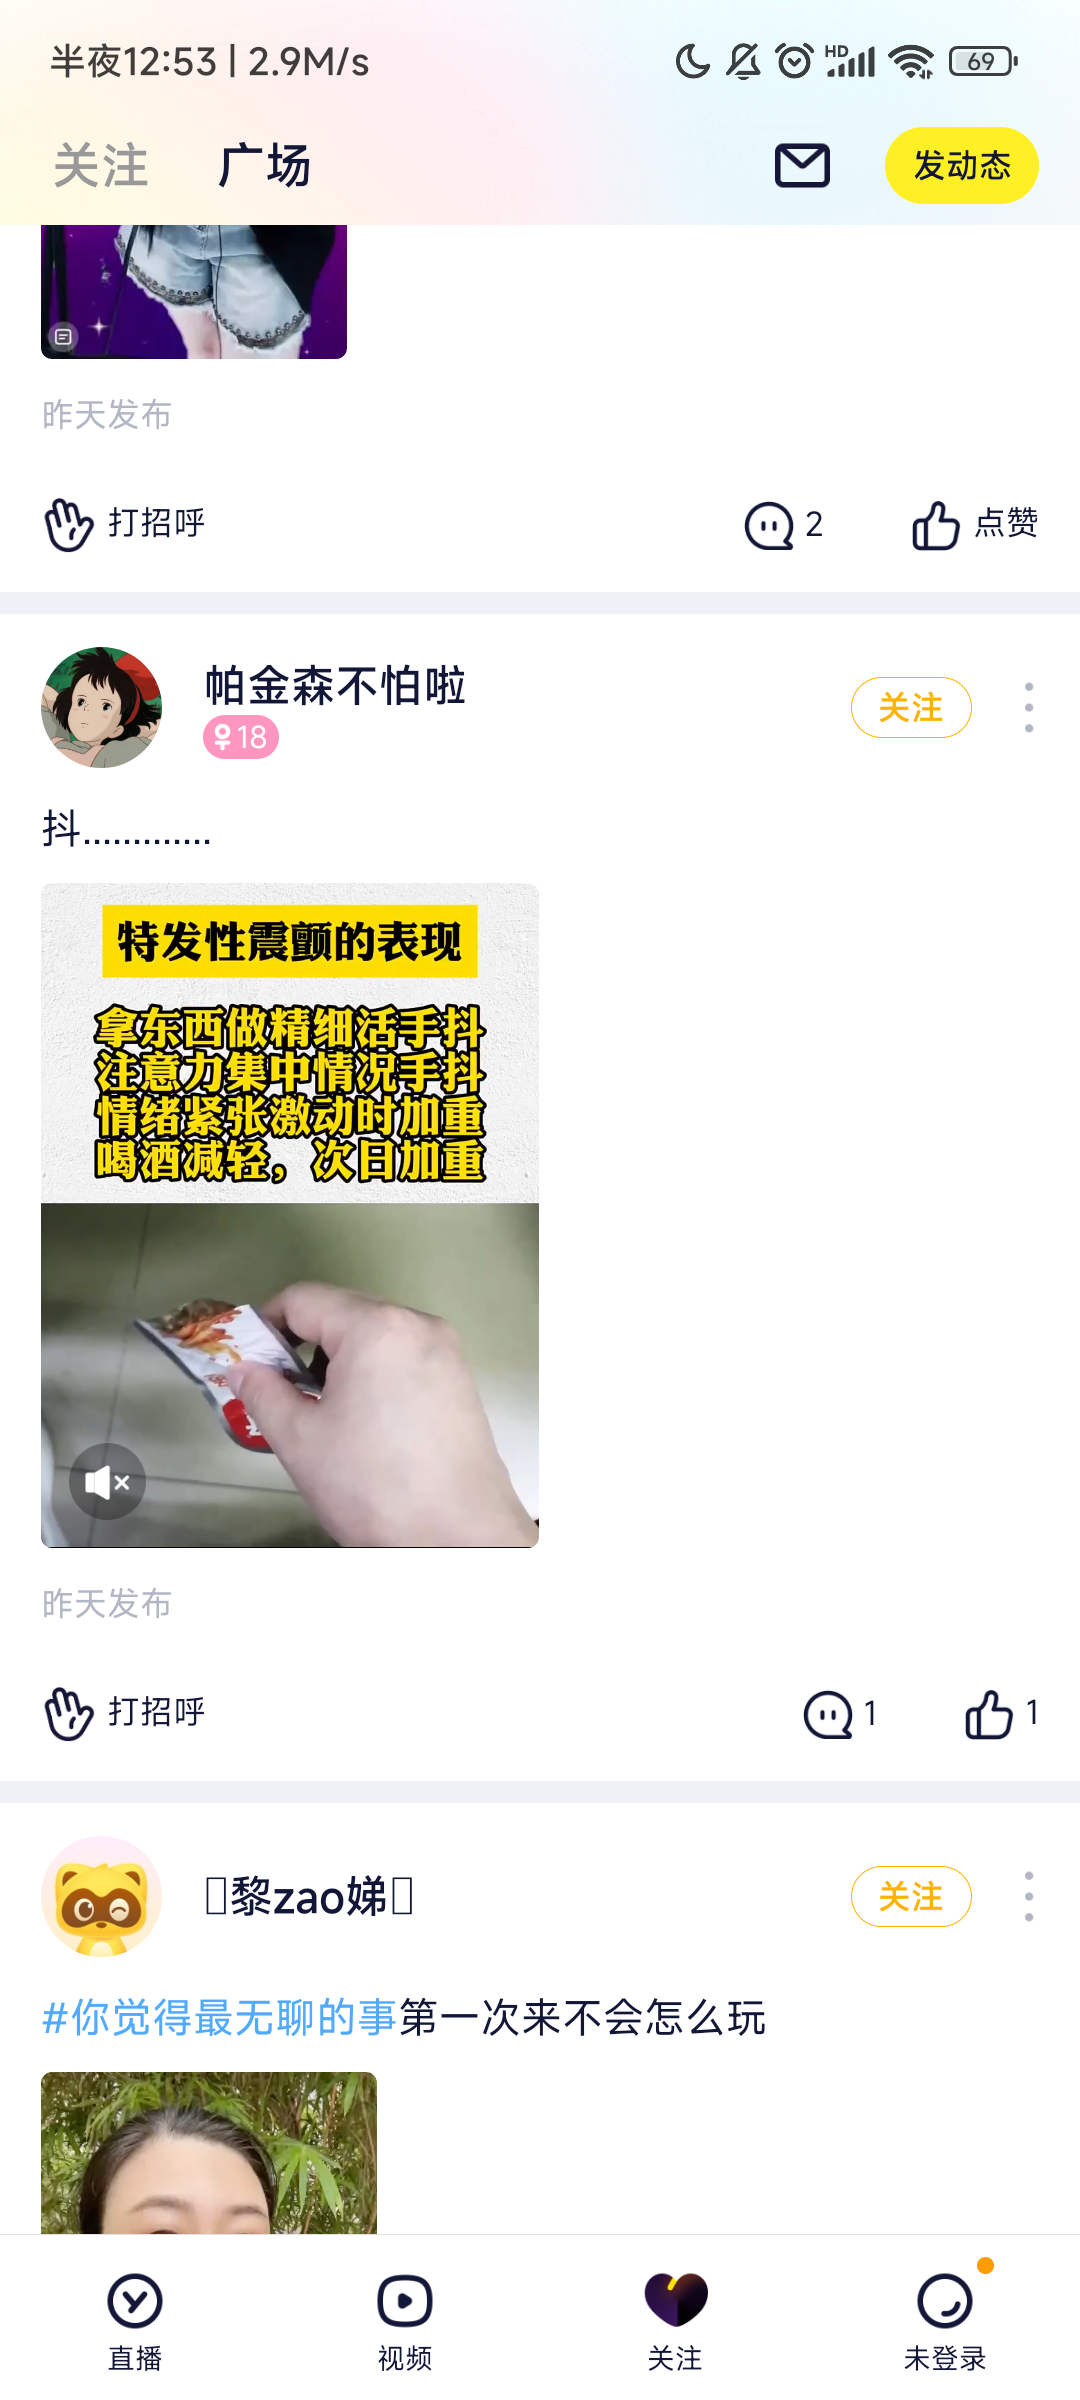 半夜12:53 | 2.9M/s
HD
69
关注
广场
发动态
昨天发布
打招呼
2
点赞
帕金森不怕啦
18
关注
抖.............
特发性震颤的表现
拿东西做精细活手抖
注意力集中情况手抖
情绪紧张激动时加重
喝酒减轻，次日加重
昨天发布
打招呼
1
1
黎zao娣
关注
#你觉得最无聊的事第一次来不会怎么玩
直播
视频
关注
未登录